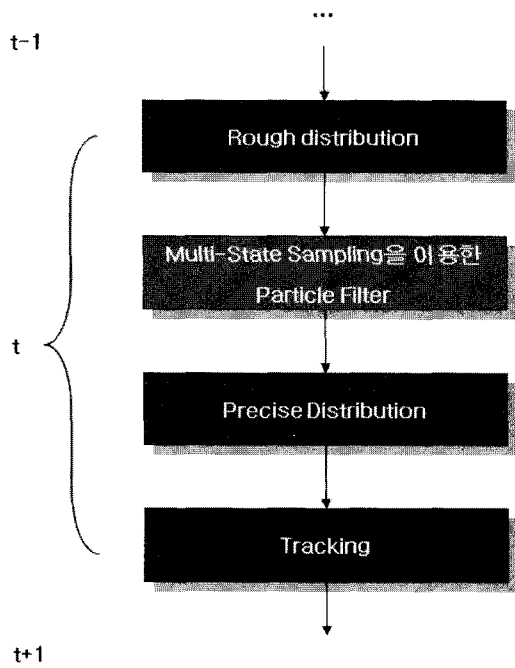 ...
t-1
Rough distribution
Multi-State Sampling을 이용한
Particle Filter
t
Precise Distribution
Tracking
t+1